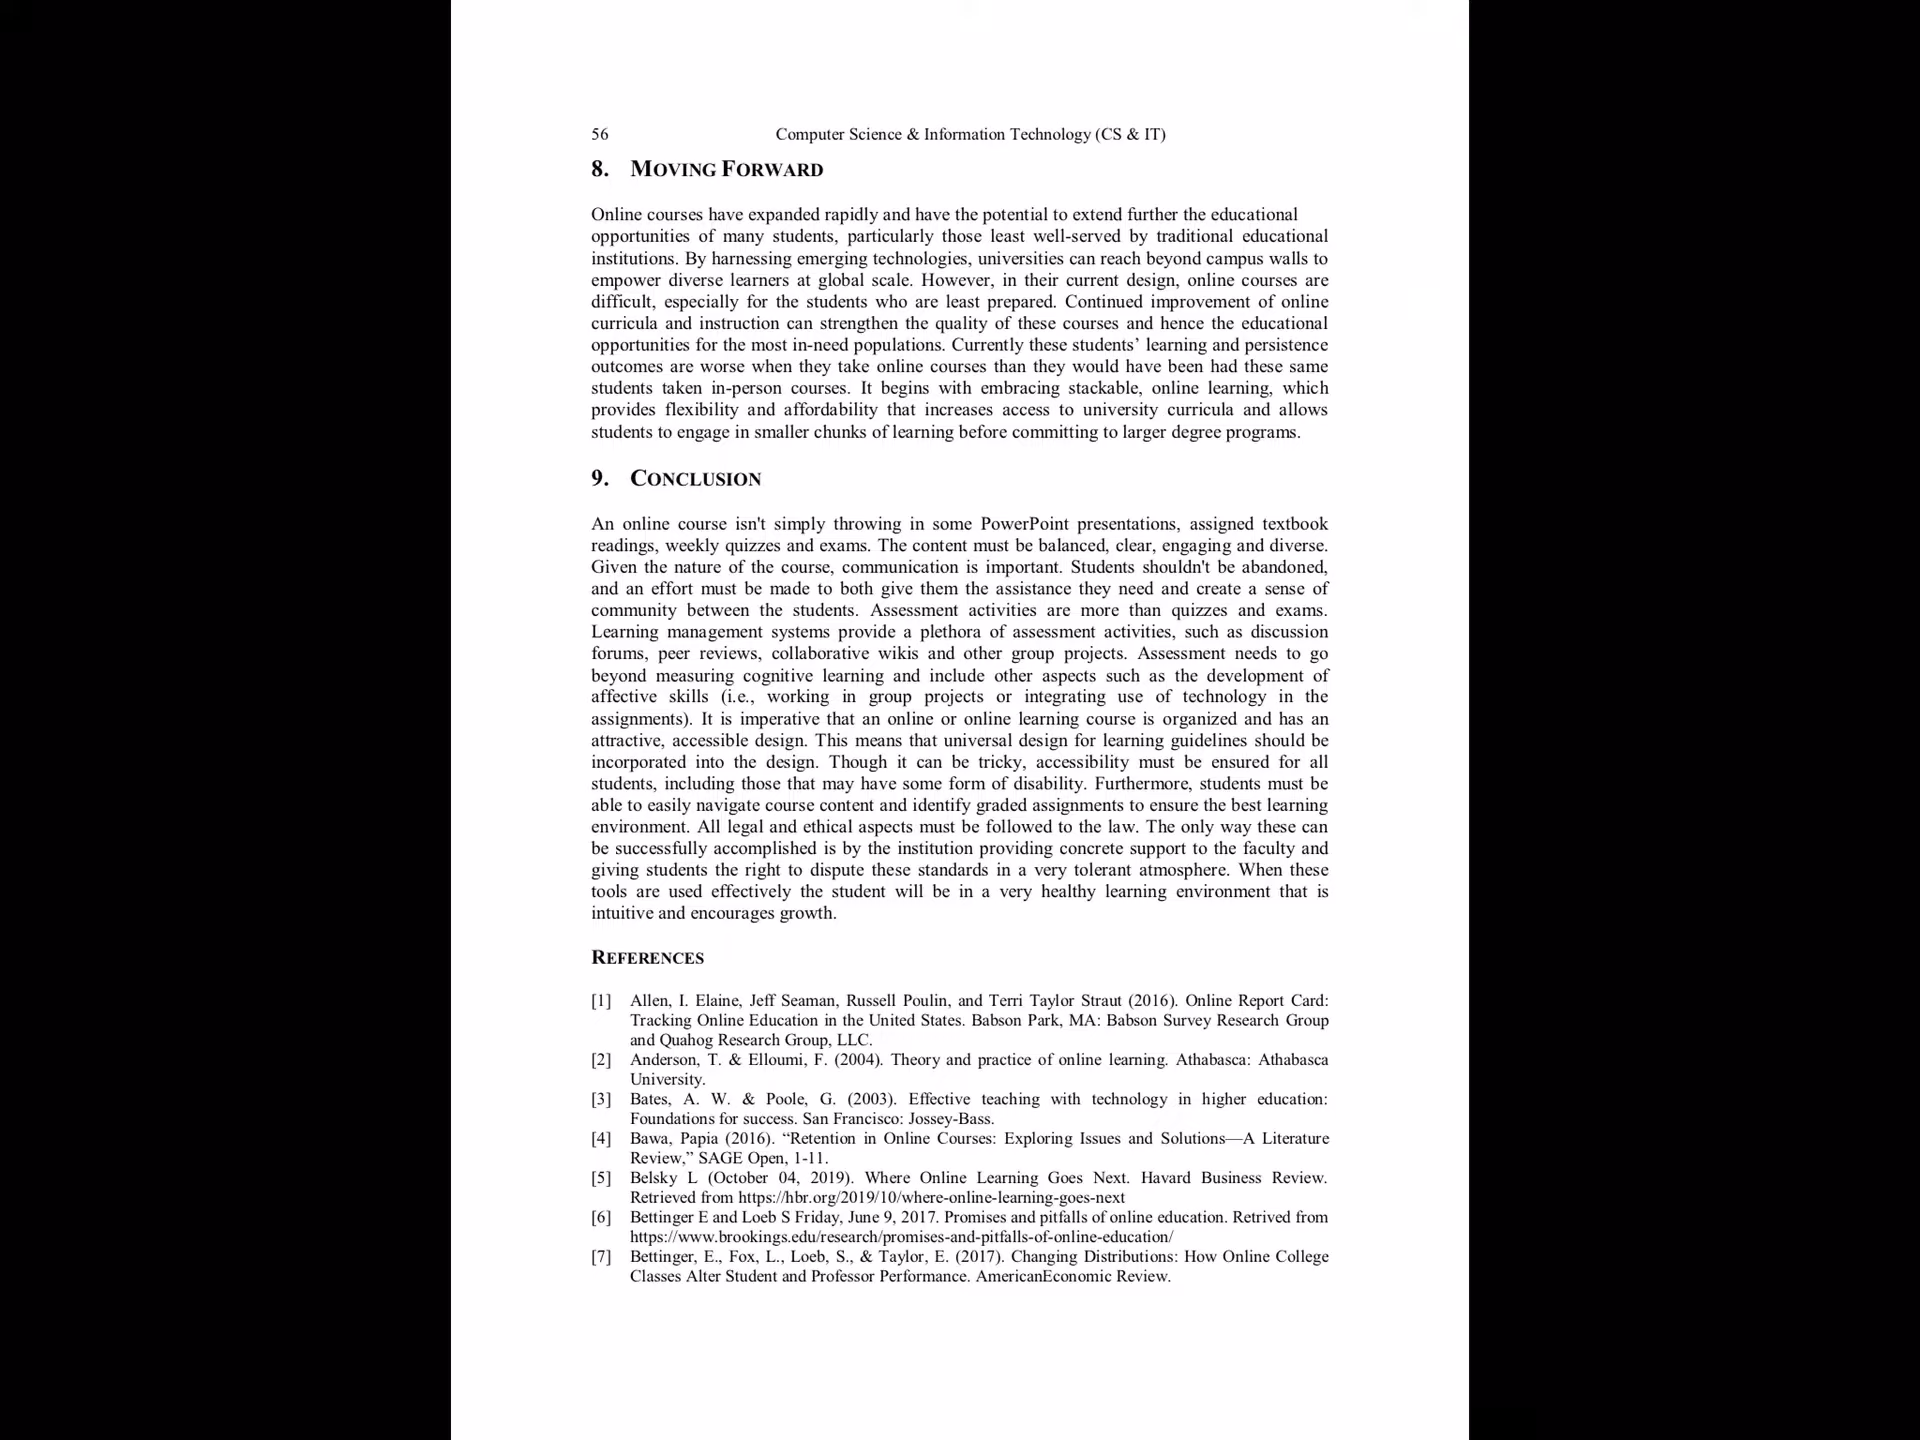 56 Computer Science & Information Technology (CS & IT)
8. MOVING FORWARD
Online courses have expanded rapidly and have the potential to extend further the educational
opportunities of many students, particularly those least well-served by traditional educational
institutions. By harnessing emerging technologies, universities can reach beyond campus walls to
empower diverse learners at global scale. However, in their current design, online courses are
difficult, especially for the students who are least prepared. Continued improvement of online
curricula and instruction can strengthen the quality of these courses and hence the educational
opportunities for the most in-need populations. Currently these students’ learning and persistence
outcomes are worse when they take online courses than they would have been had these same
students taken in-person courses. It begins with embracing stackable, online learning, which
provides flexibility and affordability that increases access to university curricula and allows
students to engage in smaller chunks of learning before committing to larger degree programs.
9. CONCLUSION
An online course isn't simply throwing in some PowerPoint presentations, assigned textbook
readings, weekly quizzes and exams. The content must be balanced, clear, engaging and diverse.
Given the nature of the course, communication is important. Students shouldn't be abandoned,
and an effort must be made to both give them the assistance they need and create a sense of
community between the students. Assessment activities are more than quizzes and exams.
Learning management systems provide a plethora of assessment activities, such as discussion
forums, peer reviews, collaborative wikis and other group projects. Assessment needs to go
beyond measuring cognitive learning and include other aspects such as the development of
affective skills (i.e., working in group projects or integrating use of technology in the
assignments). It is imperative that an online or online learning course is organized and has an
attractive, accessible design. This means that universal design for learning guidelines should be
incorporated into the design. Though it can be tricky, accessibility must be ensured for all
students, including those that may have some form of disability. Furthermore, students must be
able to easily navigate course content and identify graded assignments to ensure the best learning
environment. All legal and ethical aspects must be followed to the law. The only way these can
be successfully accomplished is by the institution providing concrete support to the faculty and
giving students the right to dispute these standards in a very tolerant atmosphere. When these
tools are used effectively the student will be in a very healthy learning environment that is
intuitive and encourages growth.
REFERENCES
[1] Allen, I. Elaine, Jeff Seaman, Russell Poulin, and Terri Taylor Straut (2016). Online Report Card:
Tracking Online Education in the United States. Babson Park, MA: Babson Survey Research Group
and Quahog Research Group, LLC.
[2] Anderson, T. & Elloumi, F. (2004). Theory and practice of online learning. Athabasca: Athabasca
University.
[3] Bates, A. W. & Poole, G. (2003). Effective teaching with technology in higher education:
Foundations for success. San Francisco: Jossey-Bass.
[4] Bawa, Papia (2016). “Retention in Online Courses: Exploring Issues and Solutions—A Literature
Review,” SAGE Open, 1-11.
[5] Belsky L (October 04, 2019). Where Online Learning Goes Next. Havard Business Review.
Retrieved from https://hbr.org/2019/10/where-online-learning-goes-next
[6] Bettinger E and Loeb S Friday, June 9, 2017. Promises and pitfalls of online education. Retrived from
https://www.brookings.edu/research/promises-and-pitfalls-of-online-education/
[7] Bettinger, E., Fox, L., Loeb, S., & Taylor, E. (2017). Changing Distributions: How Online College
Classes Alter Student and Professor Performance. AmericanEconomic Review.